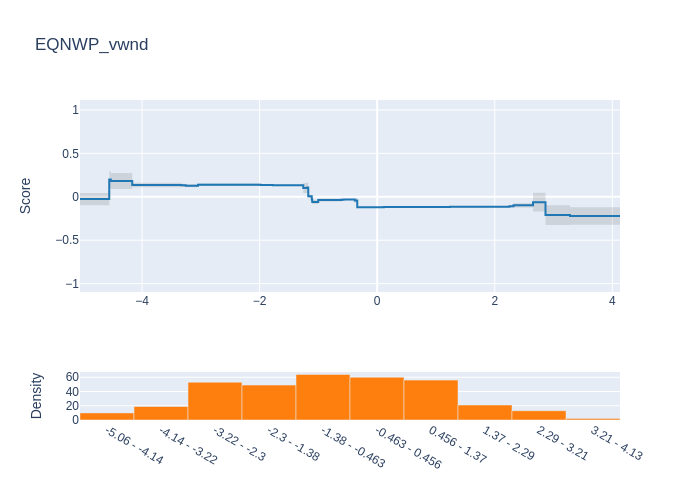 EQNWP_vwnd
1
0.5
0
−0.5
−1
Score
−4
−2
0
2
4
60
40
20
0
Density
-5.06 - -4.14
-4.14 - -3.22
-3.22 - -2.3
-2.3 - -1.38
-1.38 - -0.463
-0.463 - 0.456
0.456 - 1.37
1.37 - 2.29
2.29 - 3.21
3.21 - 4.13